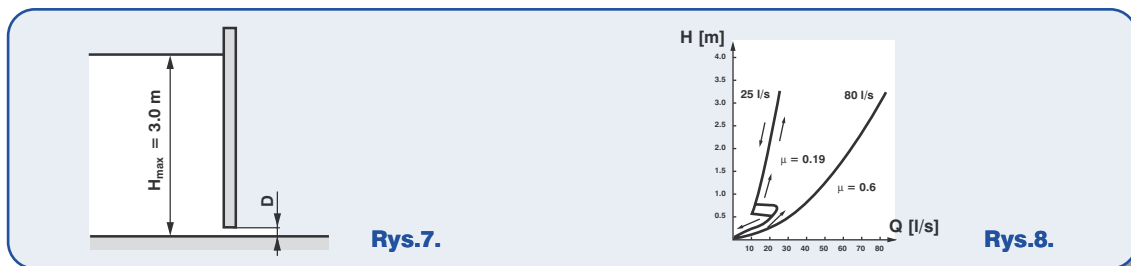 Hmax = 3.0 m
D
Rys.7.
H [m]
4.0
3.5
3.0
2.5
2.0
1.5
1.0
0.5
25 l/s
80 l/s
μ = 0.19
μ = 0.6
Q [l/s]
10 20 30 40 50 60 70 80
Rys.8.